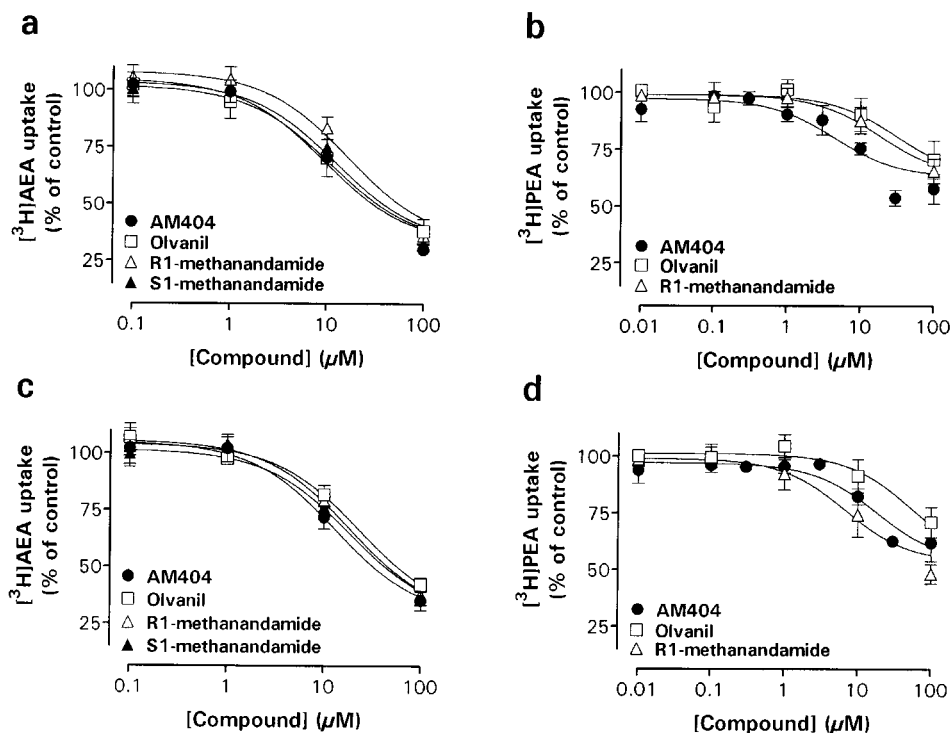 a
[³H]AEA uptake
(% of control)
100
75
50
25
AM404
Olvanil
R1-methanandamide
S1-methanandamide
0.1 1 10 100
[Compound] (µM)
b
[³H]PEA uptake
(% of control)
100
75
50
25
AM404
Olvanil
R1-methanandamide
0.01 0.1 1 10 100
[Compound] (µM)
c
[³H]AEA uptake
(% of control)
100
75
50
25
AM404
Olvanil
R1-methanandamide
S1-methanandamide
0.1 1 10 100
[Compound] (µM)
d
[³H]PEA uptake
(% of control)
100
75
50
25
AM404
Olvanil
R1-methanandamide
0.01 0.1 1 10 100
[Compound] (µM)